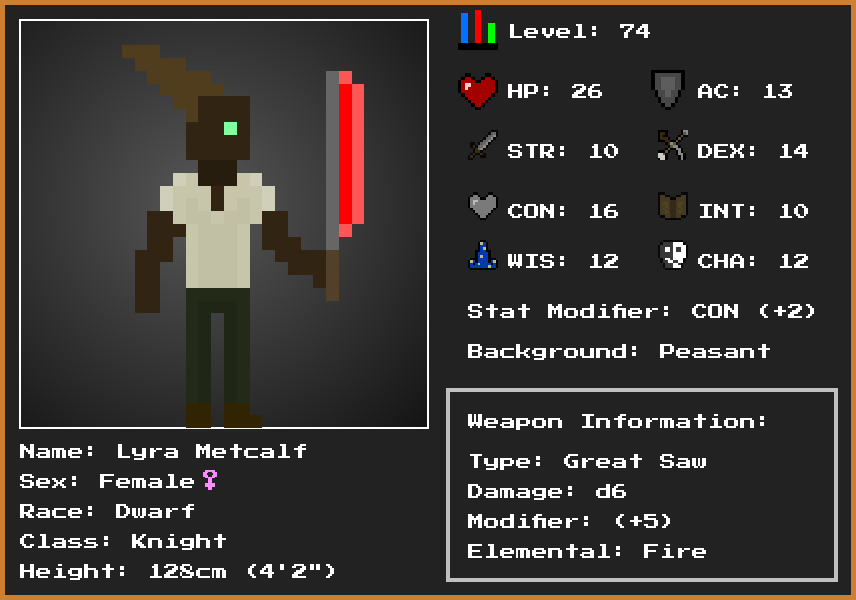 Level: 74
HP: 26 AC: 13
STR: 10 DEX: 14
CON: 16 INT: 10
WIS: 12 CHA: 12
Stat Modifier: CON (+2)
Background: Peasant
Weapon Information:
Type: Great Saw
Damage: d6
Modifier: (+5)
Elemental: Fire
Name: Lyra Metcalf
Sex: Female♀
Race: Dwarf
Class: Knight
Height: 128cm (4'2")